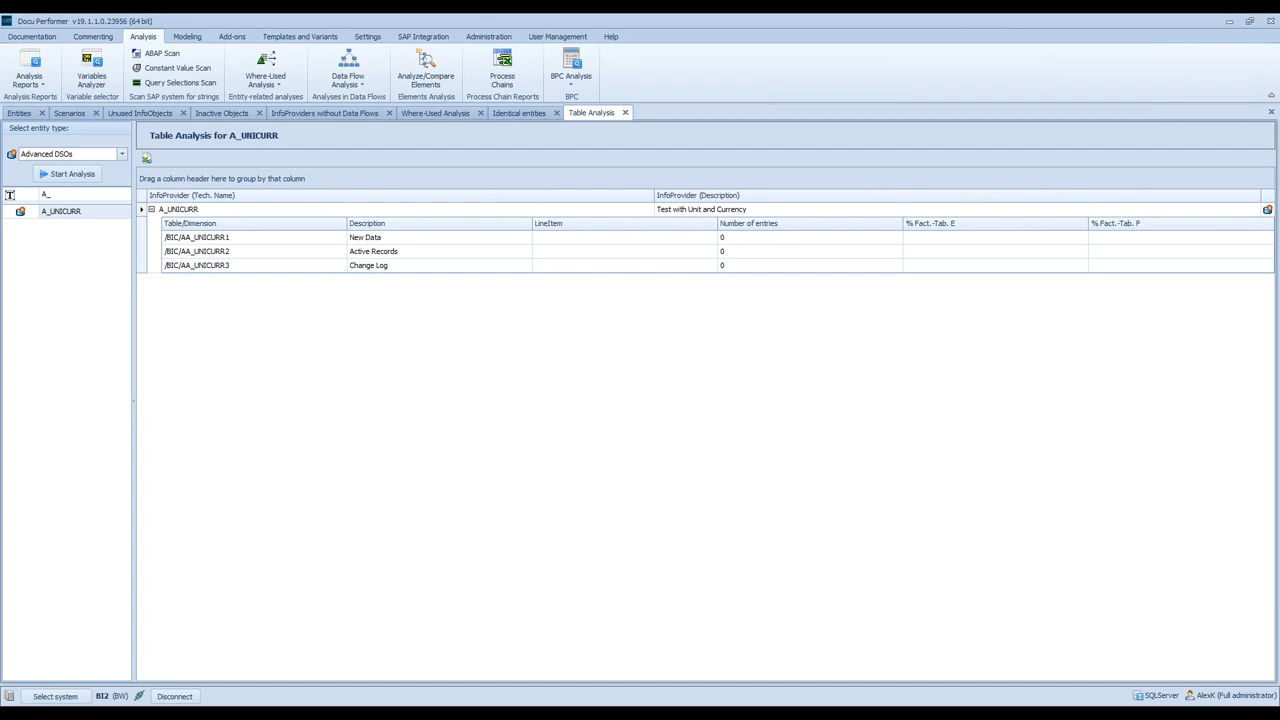 Docu Performer v19.1.1.0.23956 (64 bit)
Documentation Commenting Analysis Modeling Add-ons Templates and Variants Settings SAP Integration Administration User Management Help
Analysis Reports
Variables Analyzer
ABAP Scan
Constant Value Scan
Query Selections Scan
Where-Used Analysis
Data Flow Analysis
Analyze/Compare Elements
Process Chains
BPC Analysis
Analysis Reports Variable selector Scan SAP system for strings Entity-related analyses Analyses in Data Flows Elements Analysis Process Chain Reports BPC
Entities Scenarios Unused InfoObjects Inactive Objects InfoProviders without Data Flows Where-Used Analysis Identical entities Table Analysis
Select entity type:
Advanced DSOs
Start Analysis
A_
A_UNICURR
Table Analysis for A_UNICURR
Drag a column header here to group by that column
InfoProvider (Tech. Name) InfoProvider (Description)
A_UNICURR Test with Unit and Currency
Table/Dimension Description LineItem Number of entries % Fact.-Tab. E % Fact.-Tab. F
/BIC/AA_UNICURR1 New Data 0
/BIC/AA_UNICURR2 Active Records 0
/BIC/AA_UNICURR3 Change Log 0
Select system BI2 (BW) Disconnect SQLServer AlexK (Full administrator)